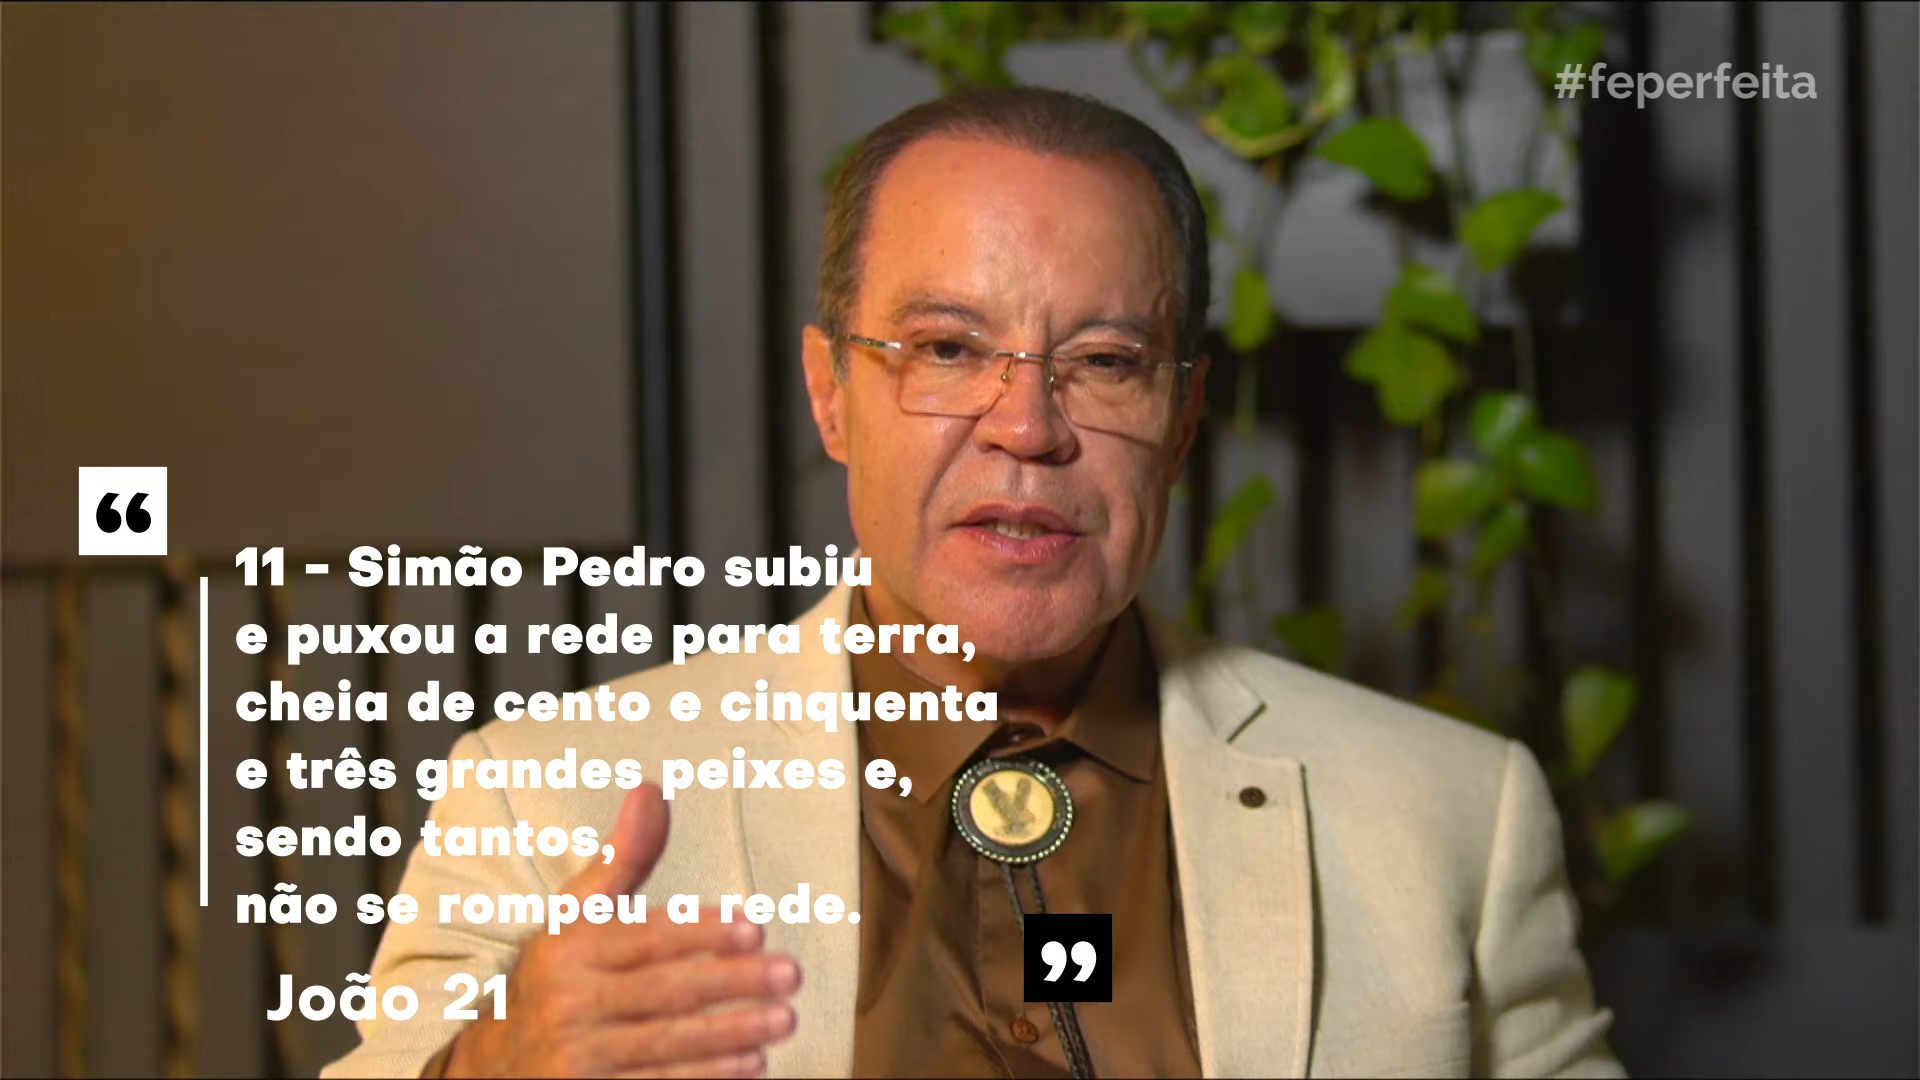 #feperfeita
“
11 - Simão Pedro subiu
e puxou a rede para terra,
cheia de cento e cinquenta
e três grandes peixes e,
sendo tantos,
não se rompeu a rede.
João 21
”